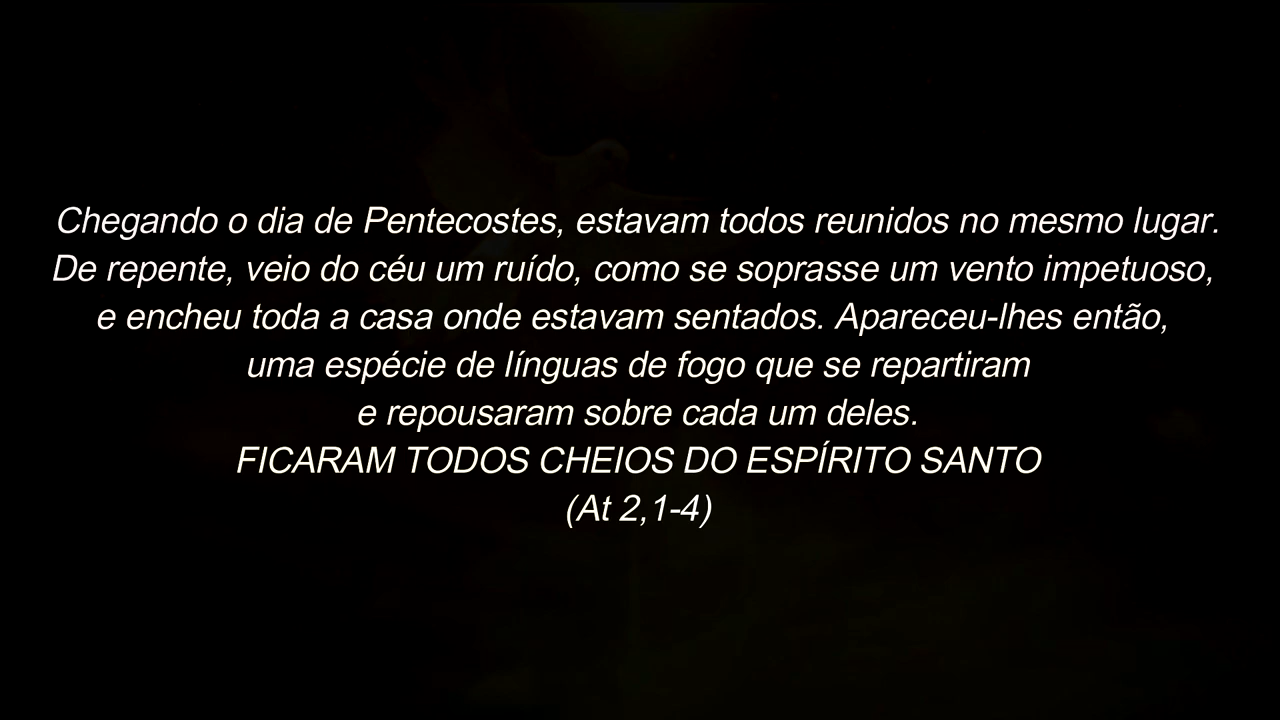 Chegando o dia de Pentecostes, estavam todos reunidos no mesmo lugar.
De repente, veio do céu um ruído, como se soprasse um vento impetuoso,
e encheu toda a casa onde estavam sentados. Apareceu-lhes então,
uma espécie de línguas de fogo que se repartiram
e repousaram sobre cada um deles.
FICARAM TODOS CHEIOS DO ESPÍRITO SANTO
(At 2,1-4)